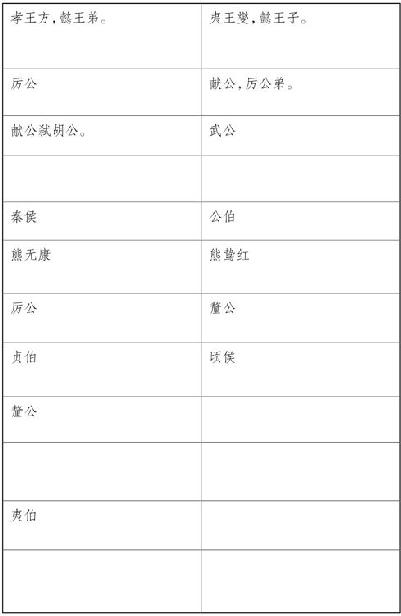 孝王方，懿王弟。
夷王燮，懿王子。
厉公
献公，厉公弟。
献公弑胡公。
武公
秦侯
公伯
熊无康
熊鸷红
厉公
釐公
贞伯
顷侯
釐公
夷伯